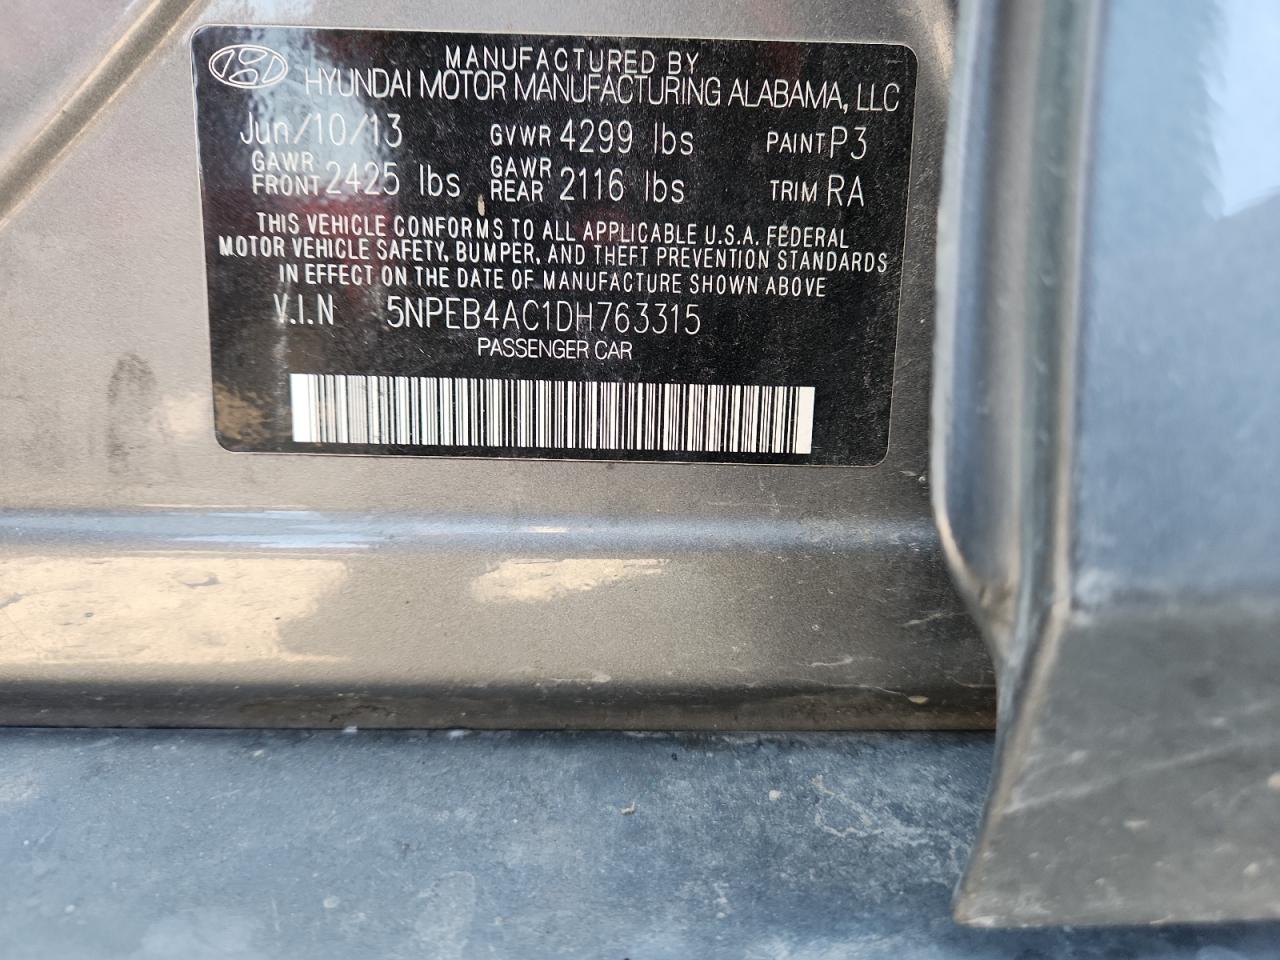 MANUFACTURED BY
HYUNDAI MOTOR MANUFACTURING ALABAMA, LLC
Jun/10/13 GVWR 4299 lbs PAINT P3
GAWR FRONT 2425 lbs GAWR REAR 2116 lbs TRIM RA
THIS VEHICLE CONFORMS TO ALL APPLICABLE U.S.A. FEDERAL
MOTOR VEHICLE SAFETY, BUMPER, AND THEFT PREVENTION STANDARDS
IN EFFECT ON THE DATE OF MANUFACTURE SHOWN ABOVE
V.I.N 5NPEB4AC1DH763315
PASSENGER CAR